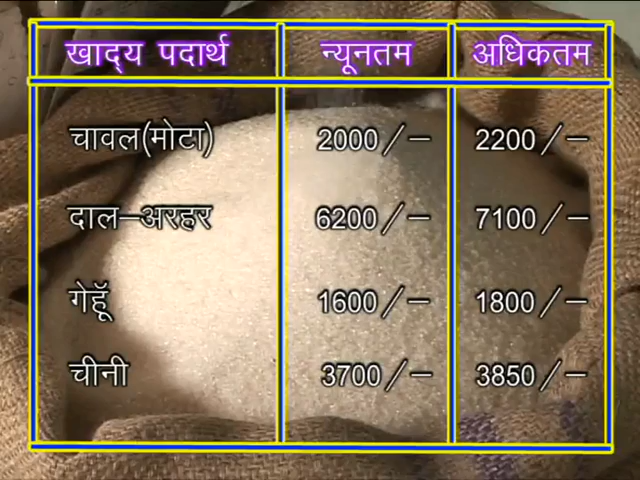 खाद्य पदार्थ न्यूनतम अधिकतम
चावल(मोटा) 2000/– 2200/–
दाल–अरहर 6200/– 7100/–
गेहूॅ 1600/– 1800/–
चीनी 3700/– 3850/–